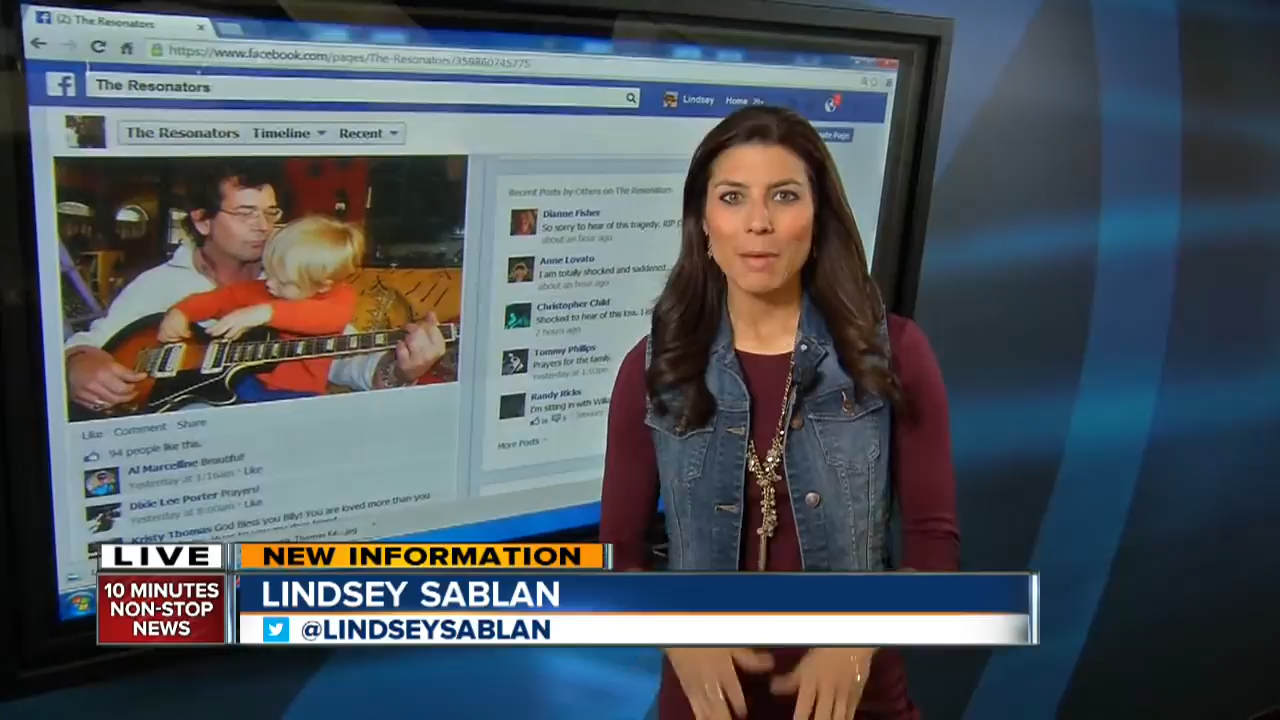 (2) The Resonators
https://www.facebook.com/pages/The-Resonators/359860745775
The Resonators
Lindsey Home
The Resonators Timeline Recent
Recent Posts by Others on The Resonators
Dianne Fisher
So sorry to hear of this tragedy. RIP
about an hour ago
Anne Lovato
I am totally shocked and saddened...
about an hour ago
Christopher Child
Shocked to hear of this loss. I
2 hours ago
Tommy Phillips
Prayers for the family.
Yesterday at
Randy Ricks
I'm sitting in with
More Posts
Like Comment Share
94 people like this.
Al Marcelline Beautiful!
Yesterday at 1:16am · Like
Dixie Lee Porter Prayers!
Yesterday at 8:00am · Like
Kristy Thomas God Bless you Billy! You are loved more than you
LIVE
NEW INFORMATION
10 MINUTES
NON-STOP
NEWS
LINDSEY SABLAN
@LINDSEYSABLAN